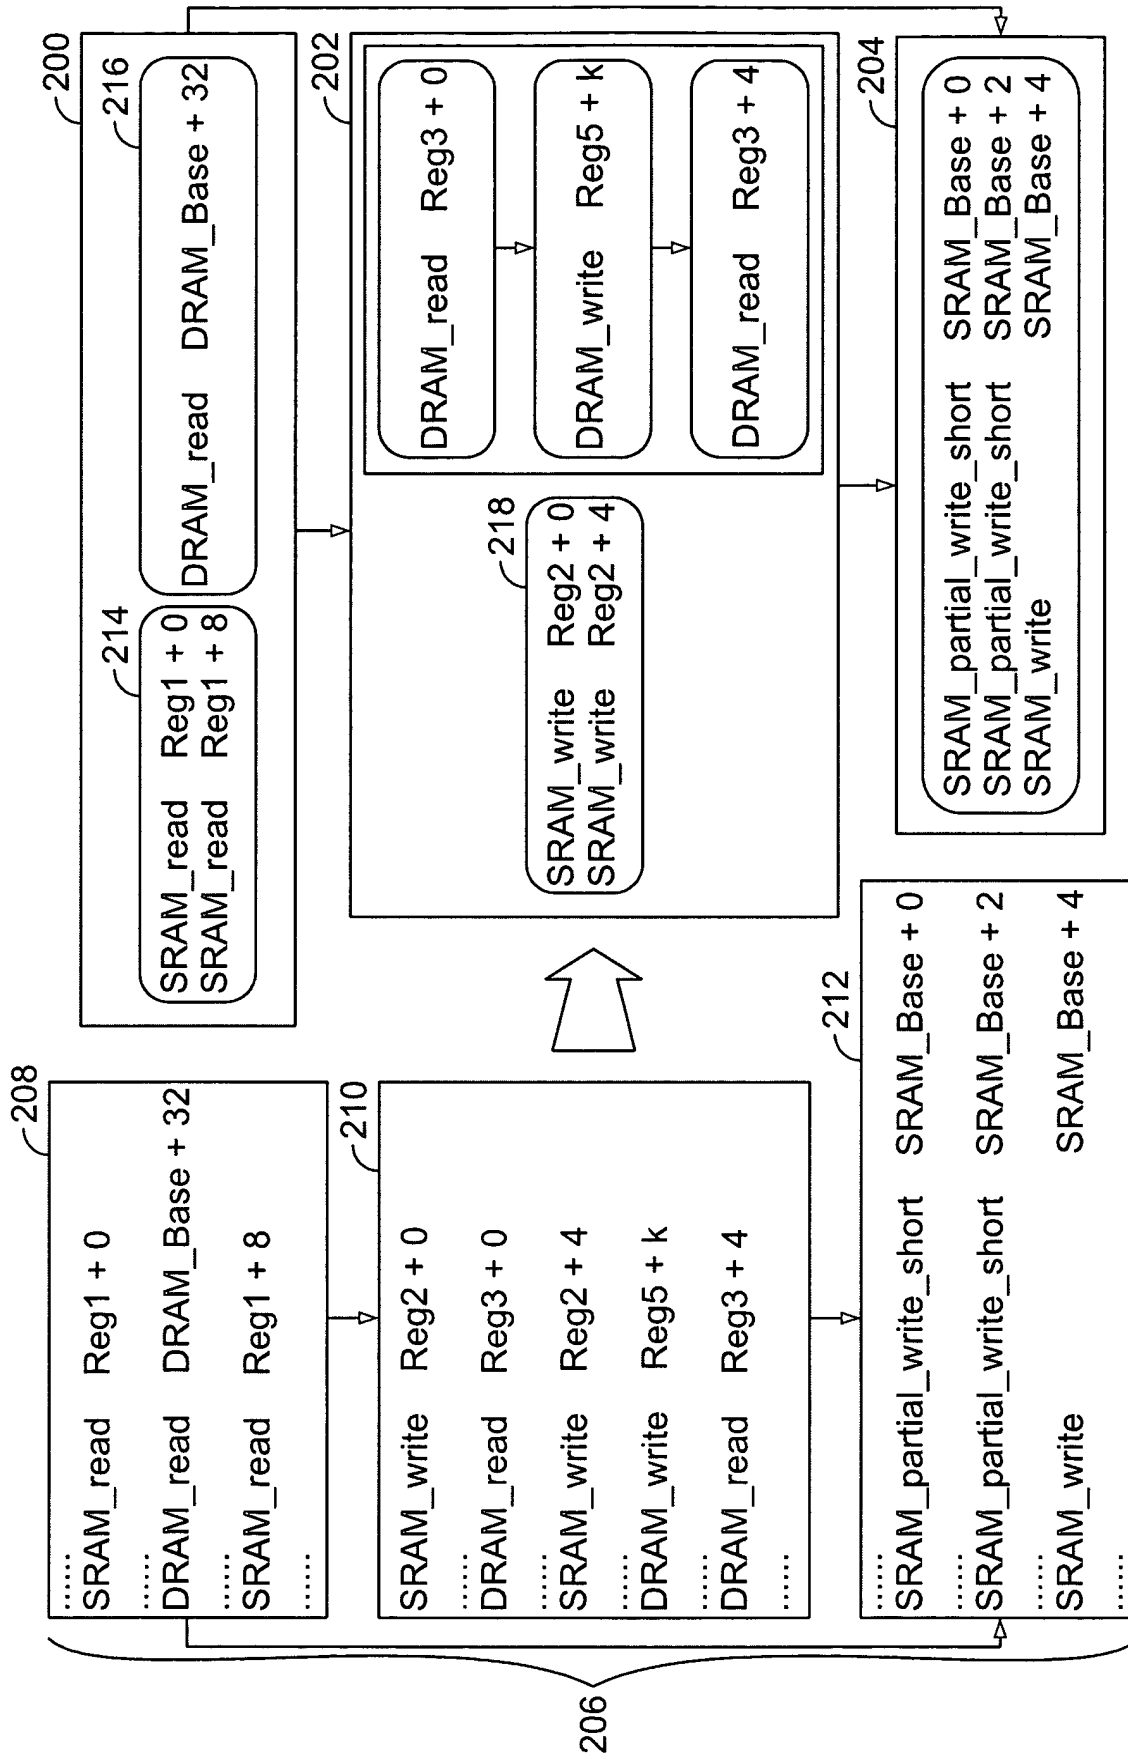 206
208
.....
SRAM_read Reg1 + 0
.....
DRAM_read DRAM_Base + 32
.....
SRAM_read Reg1 + 8
.....
210
SRAM_write Reg2 + 0
.....
DRAM_read Reg3 + 0
.....
SRAM_write Reg2 + 4
.....
DRAM_write Reg5 + k
.....
DRAM_read Reg3 + 4
.....
212
.....
SRAM_partial_write_short SRAM_Base + 0
.....
SRAM_partial_write_short SRAM_Base + 2
.....
SRAM_write SRAM_Base + 4
.....
200
214
SRAM_read Reg1 + 0
SRAM_read Reg1 + 8
216
DRAM_read DRAM_Base + 32
202
218
SRAM_write Reg2 + 0
SRAM_write Reg2 + 4
DRAM_read Reg3 + 0
DRAM_write Reg5 + k
DRAM_read Reg3 + 4
204
SRAM_partial_write_short SRAM_Base + 0
SRAM_partial_write_short SRAM_Base + 2
SRAM_write SRAM_Base + 4